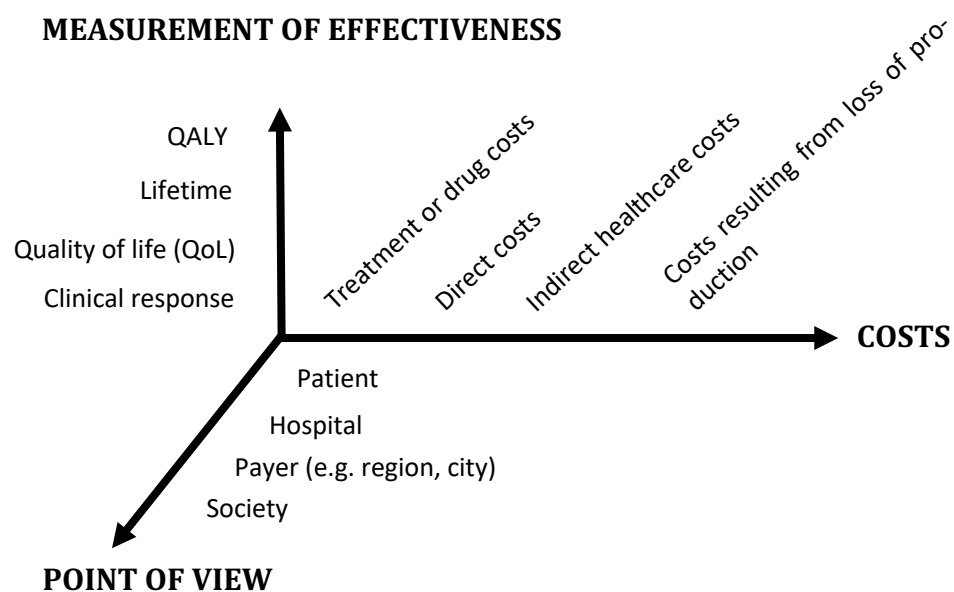 MEASUREMENT OF EFFECTIVENESS
QALY
Lifetime
Quality of life (QoL)
Clinical response
Treatment or drug costs
Direct costs
Indirect healthcare costs
Costs resulting from loss of pro-
duction
COSTS
Patient
Hospital
Payer (e.g. region, city)
Society
POINT OF VIEW